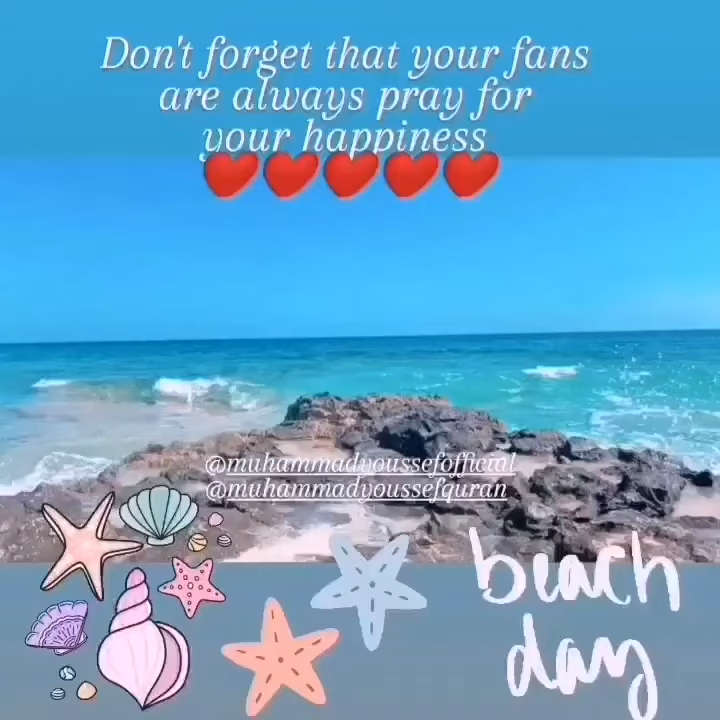 Don't forget that your fans
are always pray for
your happiness
@muhammadyoussefofficial
@muhammadyoussefquran
beach
day